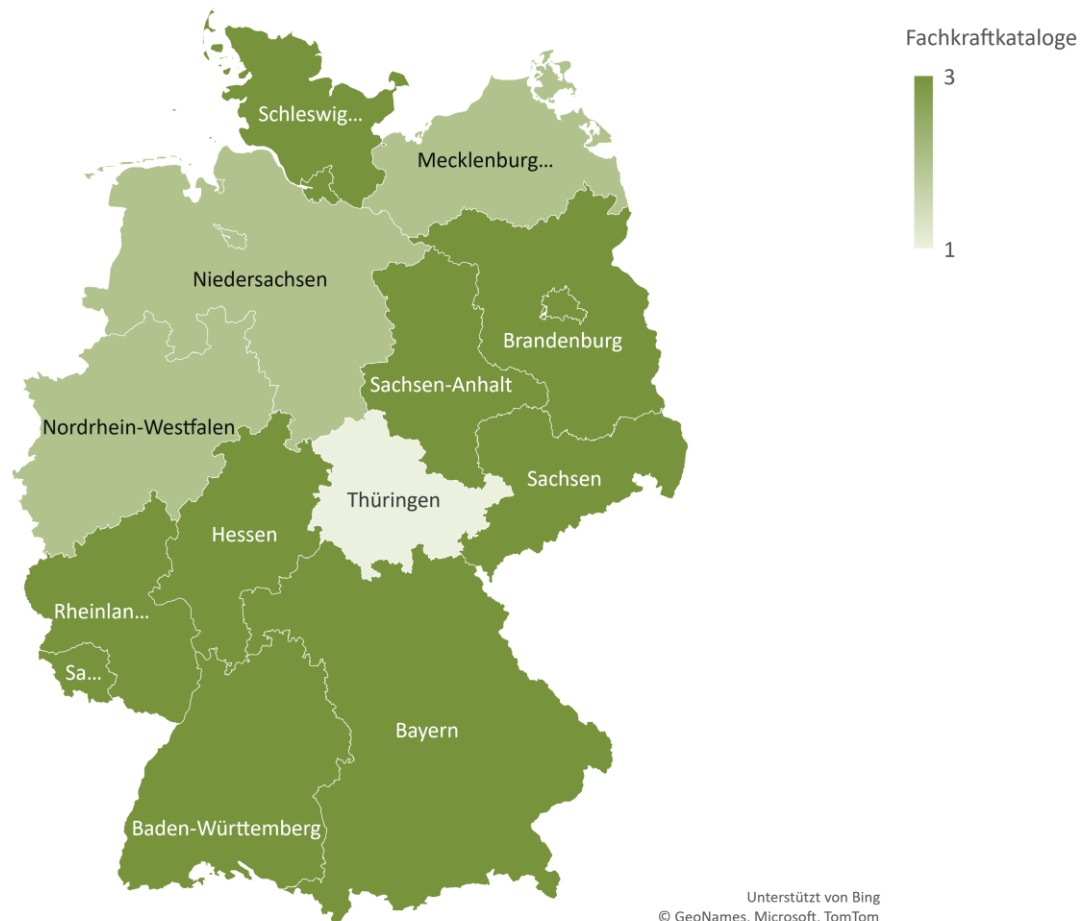 Fachkraftkataloge
3
1
Schleswig...
Mecklenburg...
Niedersachsen
Brandenburg
Sachsen-Anhalt
Nordrhein-Westfalen
Sachsen
Thüringen
Hessen
Rheinlan...
Sa...
Bayern
Baden-Württemberg
Unterstützt von Bing
© GeoNames, Microsoft, TomTom